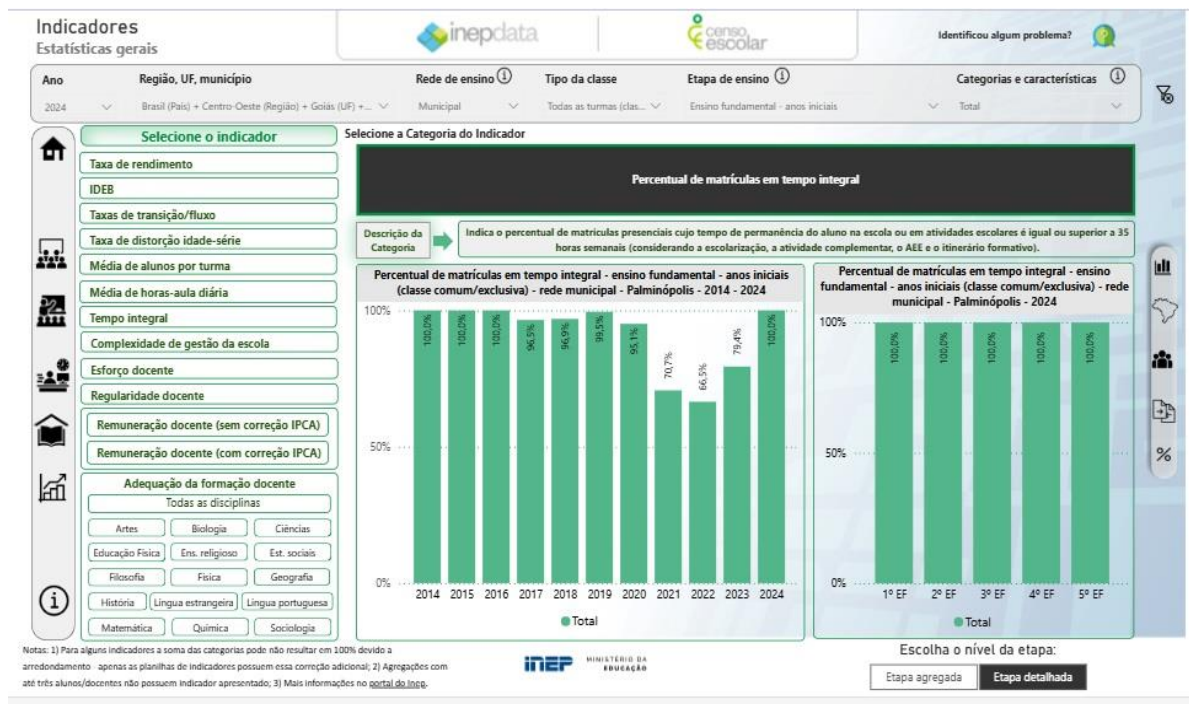 Indicadores
Estatísticas gerais
inepdata
censo
escolar
Identificou algum problema?
Ano
Região, UF, município
Rede de ensino
Tipo da classe
Etapa de ensino
Categorias e características
2024
Brasil (País) + Centro-Oeste (Região) + Goiás (UF) +...
Municipal
Todas as turmas (clas...
Ensino fundamental - anos iniciais
Total
Selecione o indicador
Taxa de rendimento
IDEB
Taxas de transição/fluxo
Taxa de distorção idade-série
Média de alunos por turma
Média de horas-aula diária
Tempo integral
Complexidade de gestão da escola
Esforço docente
Regularidade docente
Remuneração docente (sem correção IPCA)
Remuneração docente (com correção IPCA)
Adequação da formação docente
Todas as disciplinas
Artes
Biologia
Ciências
Educação Física
Ens. religioso
Est. sociais
Filosofia
Física
Geografia
História
Língua estrangeira
Língua portuguesa
Matemática
Química
Sociologia
Selecione a Categoria do Indicador
Percentual de matrículas em tempo integral
Descrição da
Categoria
Indica o percentual de matrículas presenciais cujo tempo de permanência do aluno na escola ou em atividades escolares é igual ou superior a 35
horas semanais (considerando a escolarização, a atividade complementar, o AEE e o itinerário formativo).
Percentual de matrículas em tempo integral - ensino fundamental - anos iniciais
(classe comum/exclusiva) - rede municipal - Palminópolis - 2014 - 2024
100%
50%
0%
100,0%
100,0%
100,0%
96,5%
96,9%
99,5%
95,1%
70,7%
66,5%
79,4%
100,0%
2014 2015 2016 2017 2018 2019 2020 2021 2022 2023 2024
Total
Percentual de matrículas em tempo integral - ensino
fundamental - anos iniciais (classe comum/exclusiva) - rede
municipal - Palminópolis - 2024
100%
50%
0%
100,0%
100,0%
100,0%
100,0%
100,0%
1º EF 2º EF 3º EF 4º EF 5º EF
Total
%
Notas: 1) Para alguns indicadores a soma das categorias pode não resultar em 100% devido a
arredondamento - apenas as planilhas de indicadores possuem essa correção adicional; 2) Agregações com
até três alunos/docentes não possuem indicador apresentado; 3) Mais informações no portal do Inep.
inep
MINISTÉRIO DA
EDUCAÇÃO
Escolha o nível da etapa:
Etapa agregada
Etapa detalhada